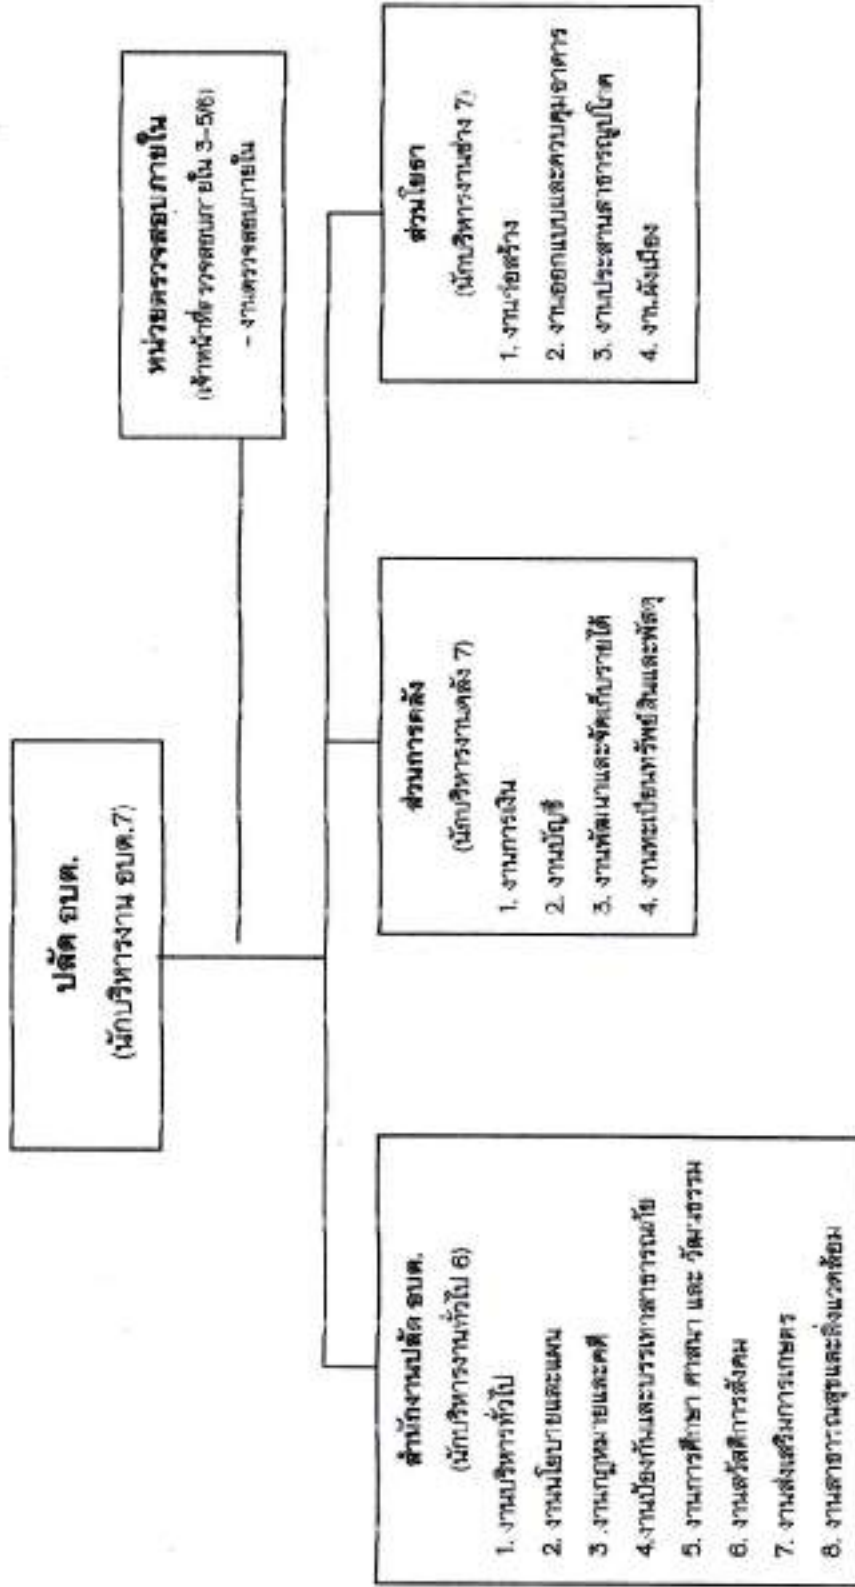 ปลัด อบต.
(นักบริหารงาน อบต.7)
หน่วยตรวจสอบภายใน
(เจ้าหน้าที่ตรวจสอบภายใน 3-5/6)
- งานตรวจสอบภายใน
สำนักงานปลัด อบต.
(นักบริหารงานทั่วไป 6)
1. งานบริหารทั่วไป
2. งานนโยบายและแผน
3 .งานกฎหมายและคดี
4.งานป้องกันและบรรเทาสาธารณภัย
5. งานการศึกษา ศาสนา และ วัฒนธรรม
6. งานสวัสดิการสังคม
7. งานส่งเสริมการเกษตร
8. งานสาธารณสุขและสิ่งแวดล้อม
ส่วนการคลัง
(นักบริหารงานคลัง 7)
1. งานการเงิน
2. งานบัญชี
3. งานพัฒนาและจัดเก็บรายได้
4. งานทะเบียนทรัพย์สินและพัสดุ
ส่วนโยธา
(นักบริหารงานช่าง 7)
1. งานก่อสร้าง
2. งานออกแบบและควบคุมอาคาร
3. งานประสานสาธารณูปโภค
4. งานผังเมือง